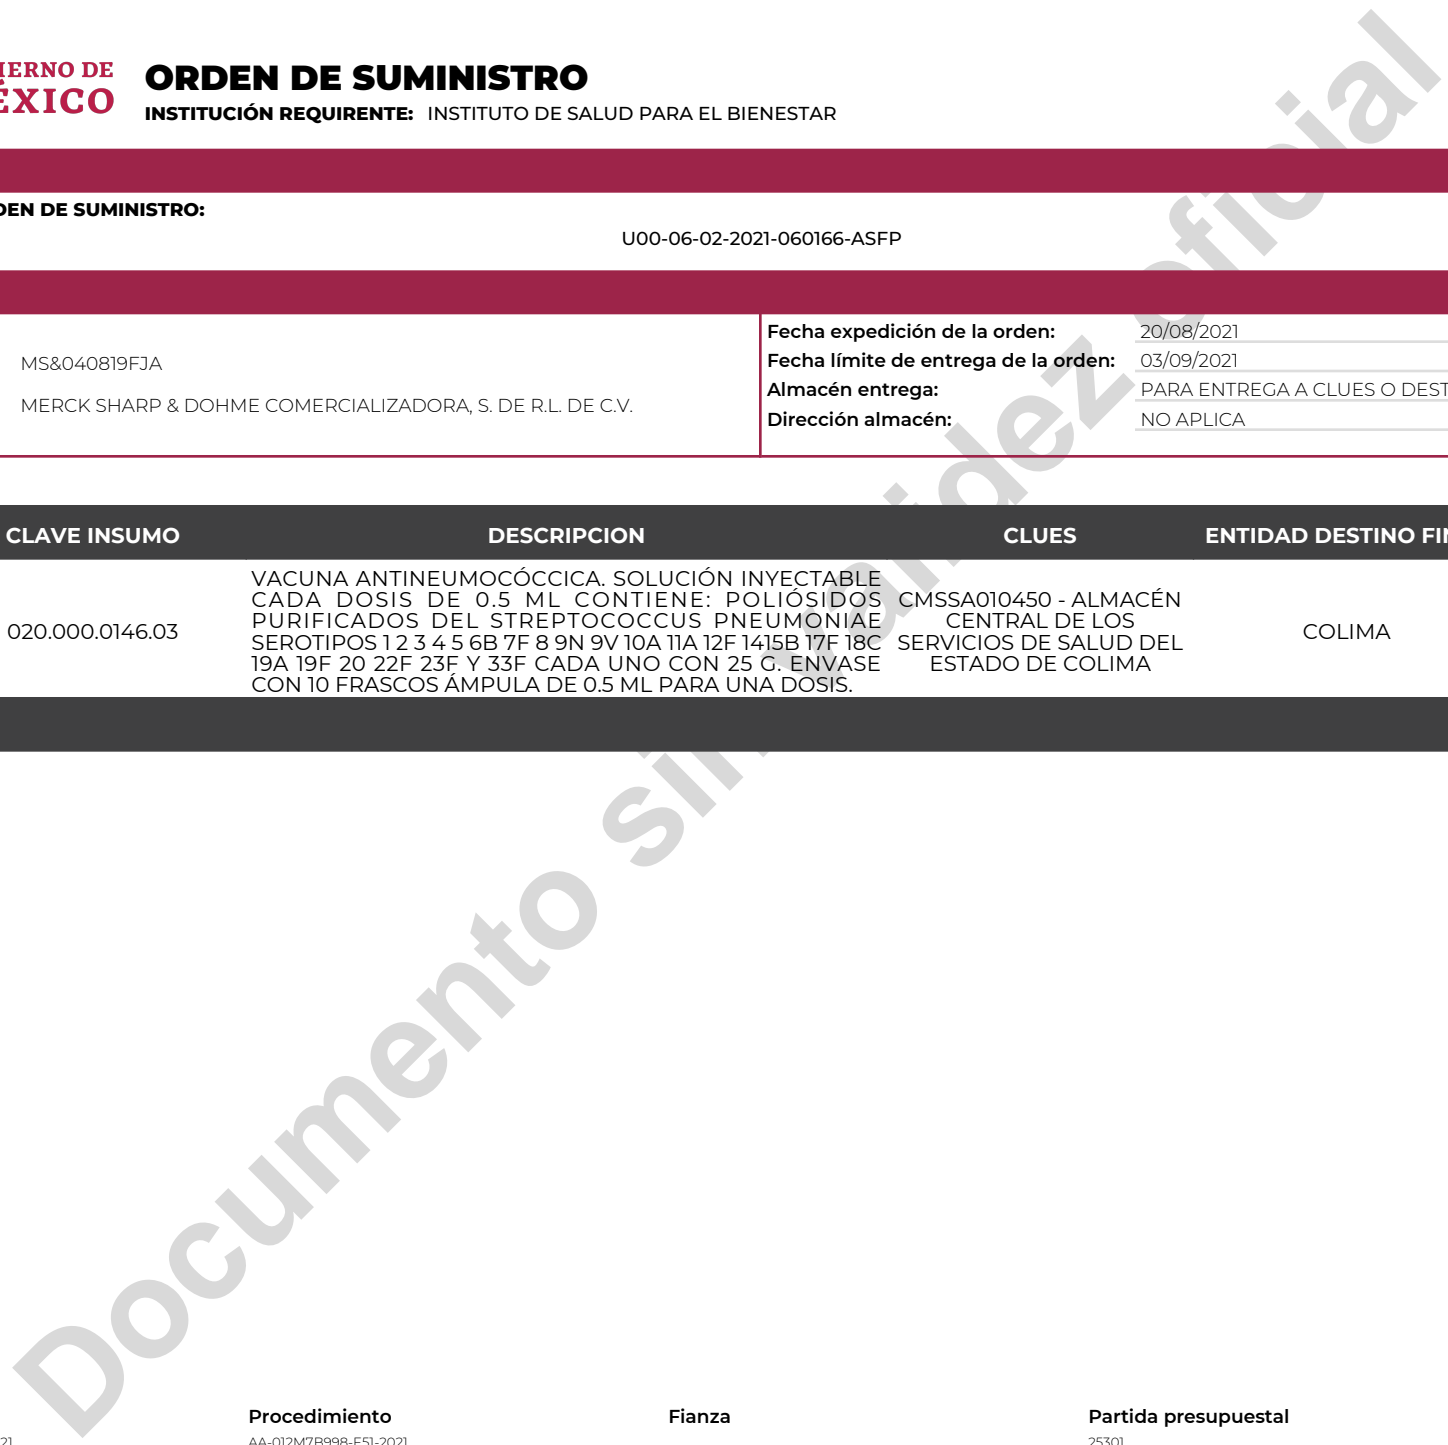 IERNO DE
ÉXICO
ORDEN DE SUMINISTRO
INSTITUCIÓN REQUIRENTE: INSTITUTO DE SALUD PARA EL BIENESTAR
DEN DE SUMINISTRO:
U00-06-02-2021-060166-ASFP
MS&040819FJA
MERCK SHARP & DOHME COMERCIALIZADORA, S. DE R.L. DE C.V.
Fecha expedición de la orden: 20/08/2021
Fecha límite de entrega de la orden: 03/09/2021
Almacén entrega: PARA ENTREGA A CLUES O DEST
Dirección almacén: NO APLICA
CLAVE INSUMO DESCRIPCION CLUES ENTIDAD DESTINO FIN
020.000.0146.03
VACUNA ANTINEUMOCÓCCICA. SOLUCIÓN INYECTABLE
CADA DOSIS DE 0.5 ML CONTIENE: POLIÓSIDOS
PURIFICADOS DEL STREPTOCOCCUS PNEUMONIAE
SEROTIPOS 1 2 3 4 5 6B 7F 8 9N 9V 10A 11A 12F 1415B 17F 18C
19A 19F 20 22F 23F Y 33F CADA UNO CON 25 G. ENVASE
CON 10 FRASCOS ÁMPULA DE 0.5 ML PARA UNA DOSIS.
CMSSA010450 - ALMACÉN
CENTRAL DE LOS
SERVICIOS DE SALUD DEL
ESTADO DE COLIMA
COLIMA
Documento sin validez oficial
Procedimiento Fianza Partida presupuestal
21 AA-012M7B998-E51-2021 25301